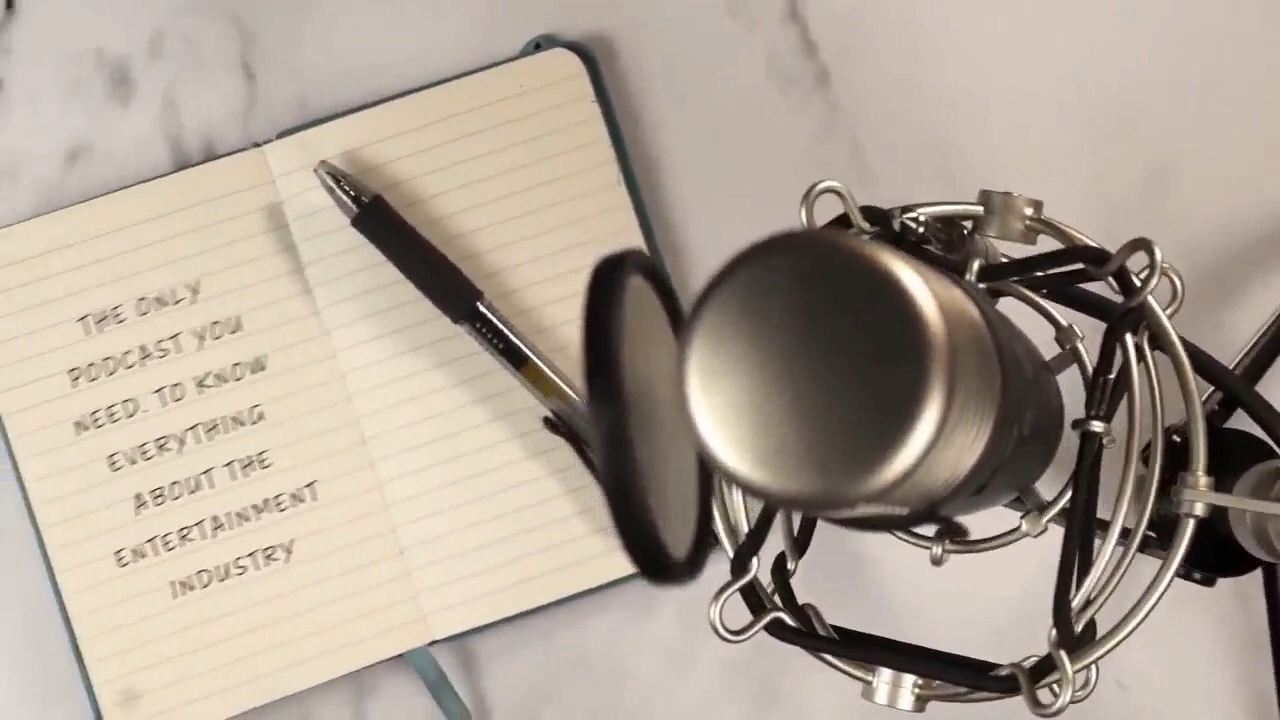 THE ONLY
PODCAST YOU
NEED. TO KNOW
EVERYTHING
ABOUT THE
ENTERTAINMENT
INDUSTRY